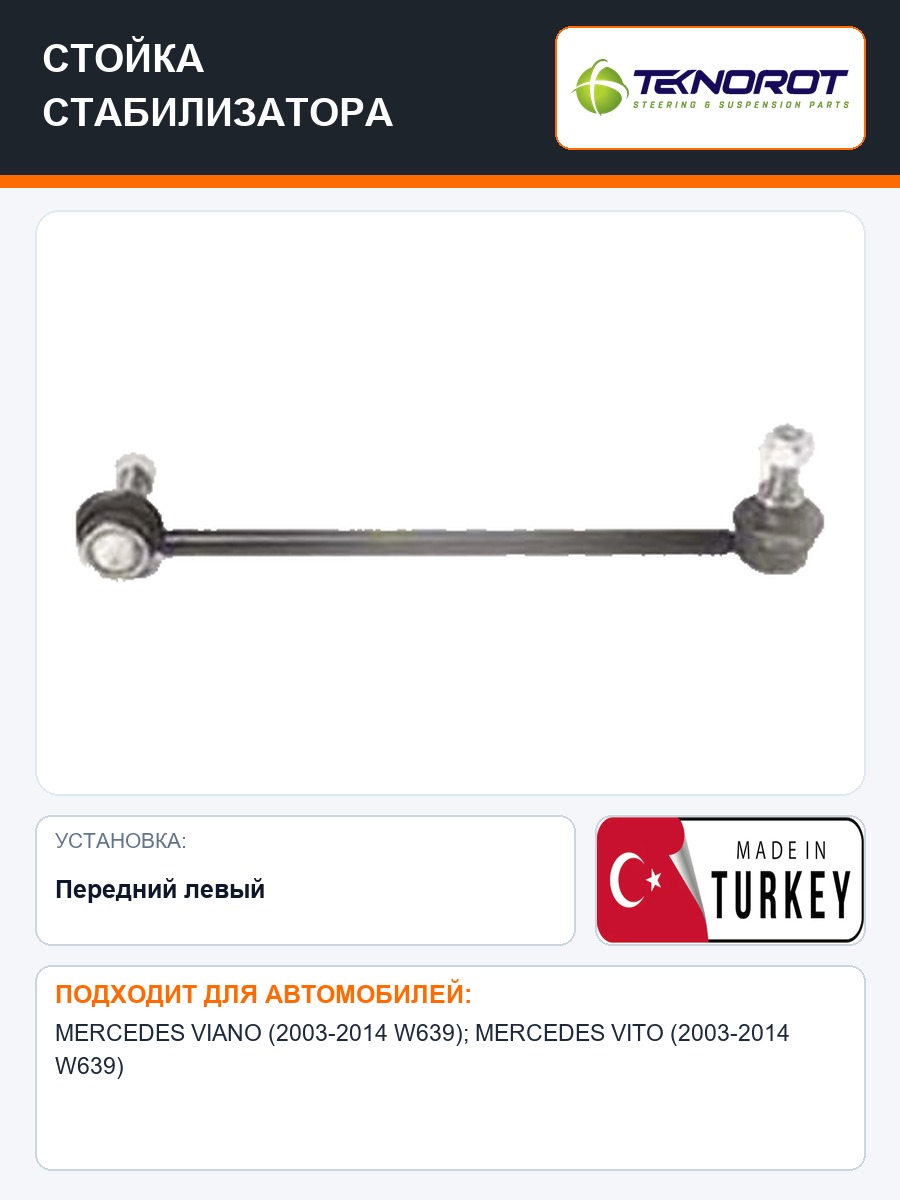 СТОЙКА
СТАБИЛИЗАТОРА
TEKNOROT
STEERING & SUSPENSION PARTS
УСТАНОВКА:
Передний левый
MADE IN
TURKEY
ПОДХОДИТ ДЛЯ АВТОМОБИЛЕЙ:
MERCEDES VIANO (2003-2014 W639); MERCEDES VITO (2003-2014
W639)